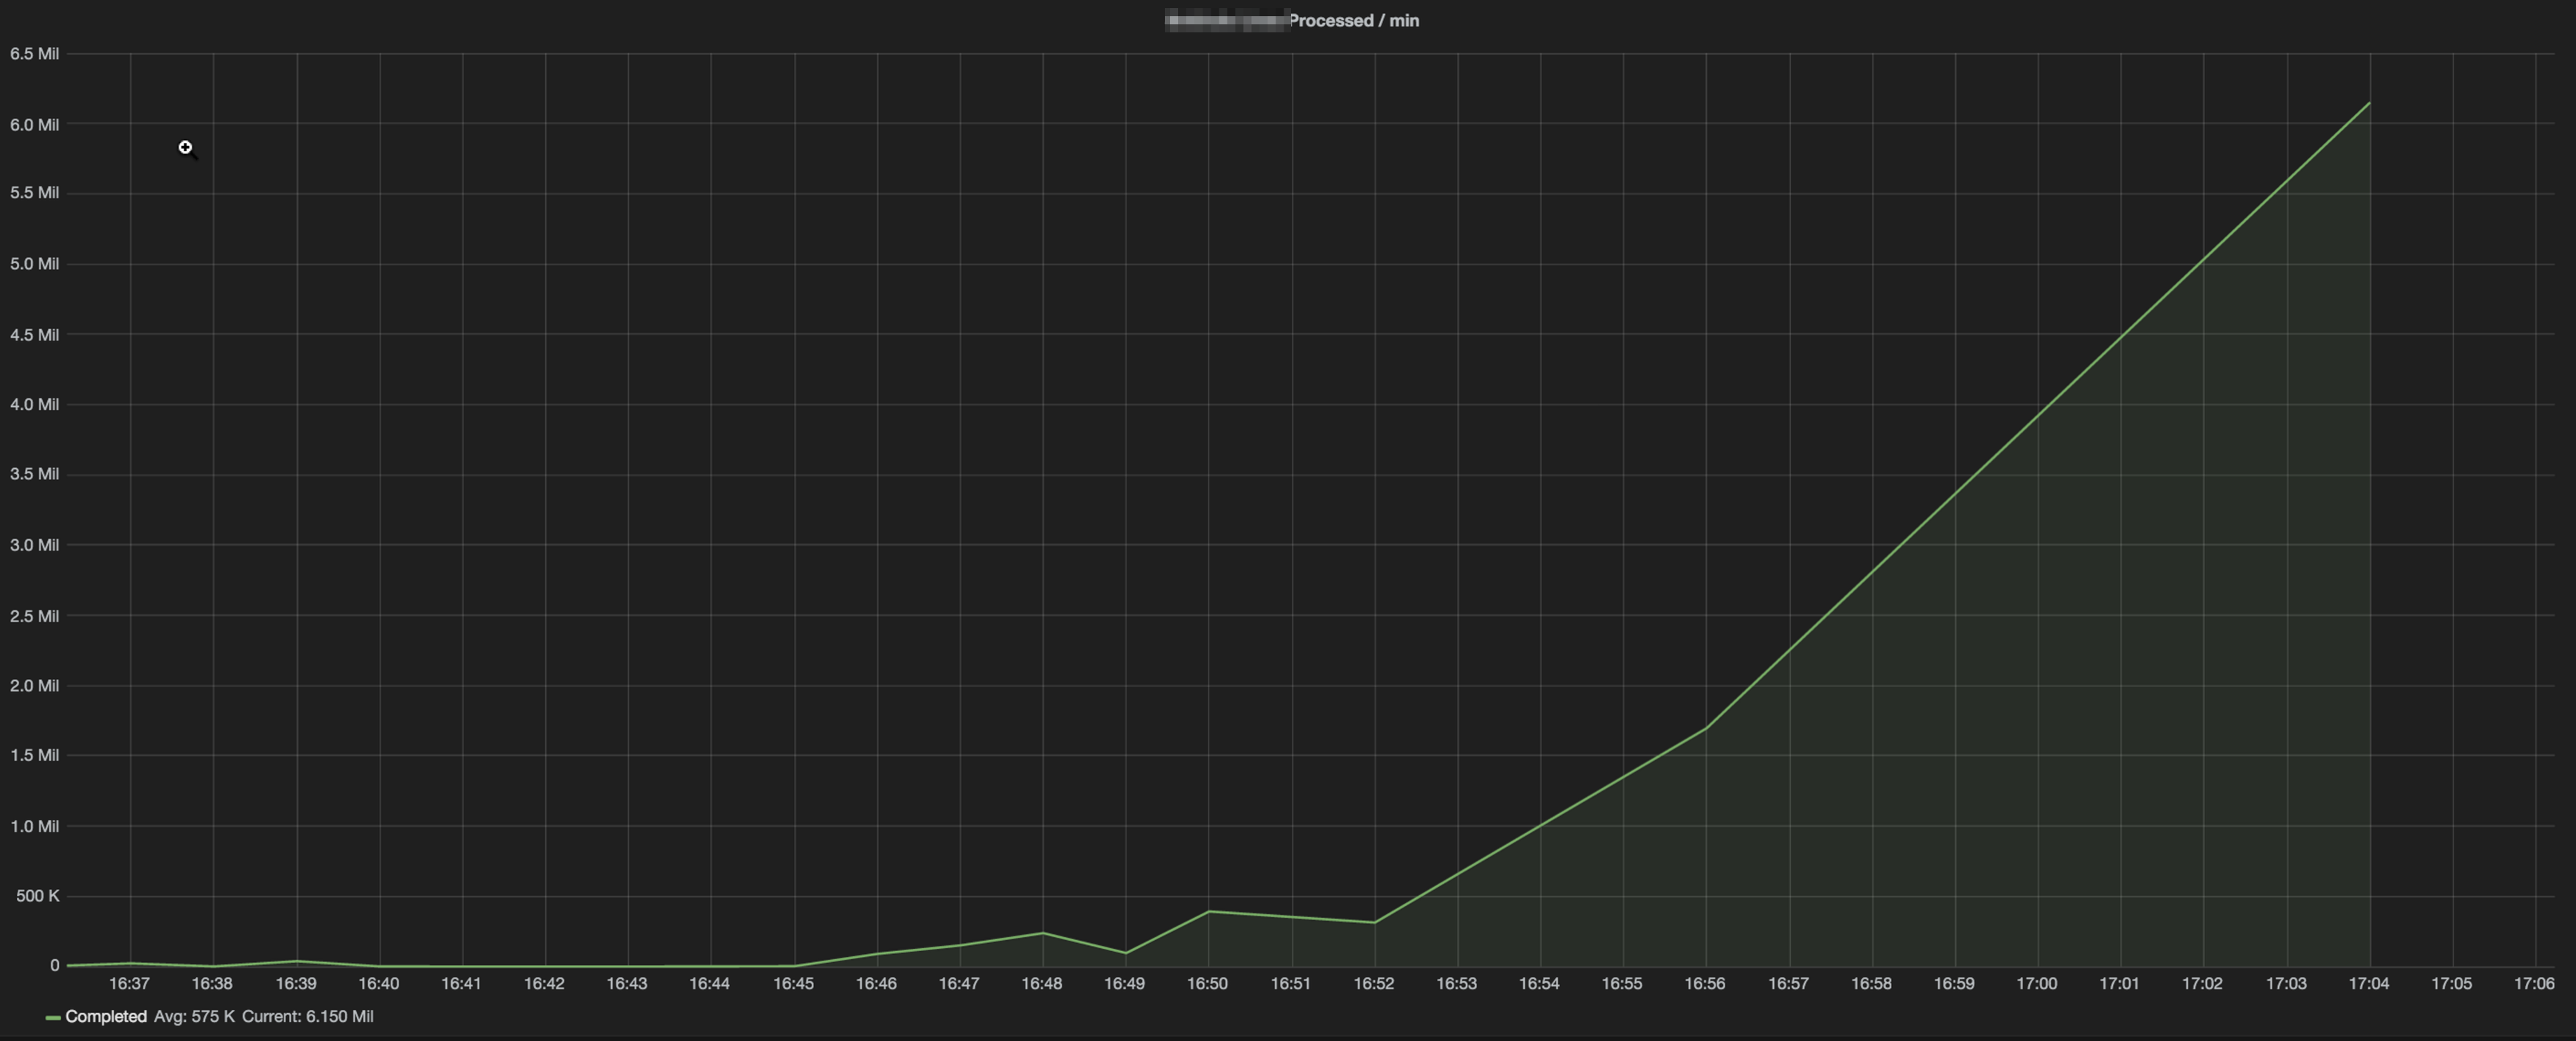 Processed / min
6.5 Mil
6.0 Mil
5.5 Mil
5.0 Mil
4.5 Mil
4.0 Mil
3.5 Mil
3.0 Mil
2.5 Mil
2.0 Mil
1.5 Mil
1.0 Mil
500 K
0
16:37 16:38 16:39 16:40 16:41 16:42 16:43 16:44 16:45 16:46 16:47 16:48 16:49 16:50 16:51 16:52 16:53 16:54 16:55 16:56 16:57 16:58 16:59 17:00 17:01 17:02 17:03 17:04 17:05 17:06
Completed Avg: 575 K Current: 6.150 Mil